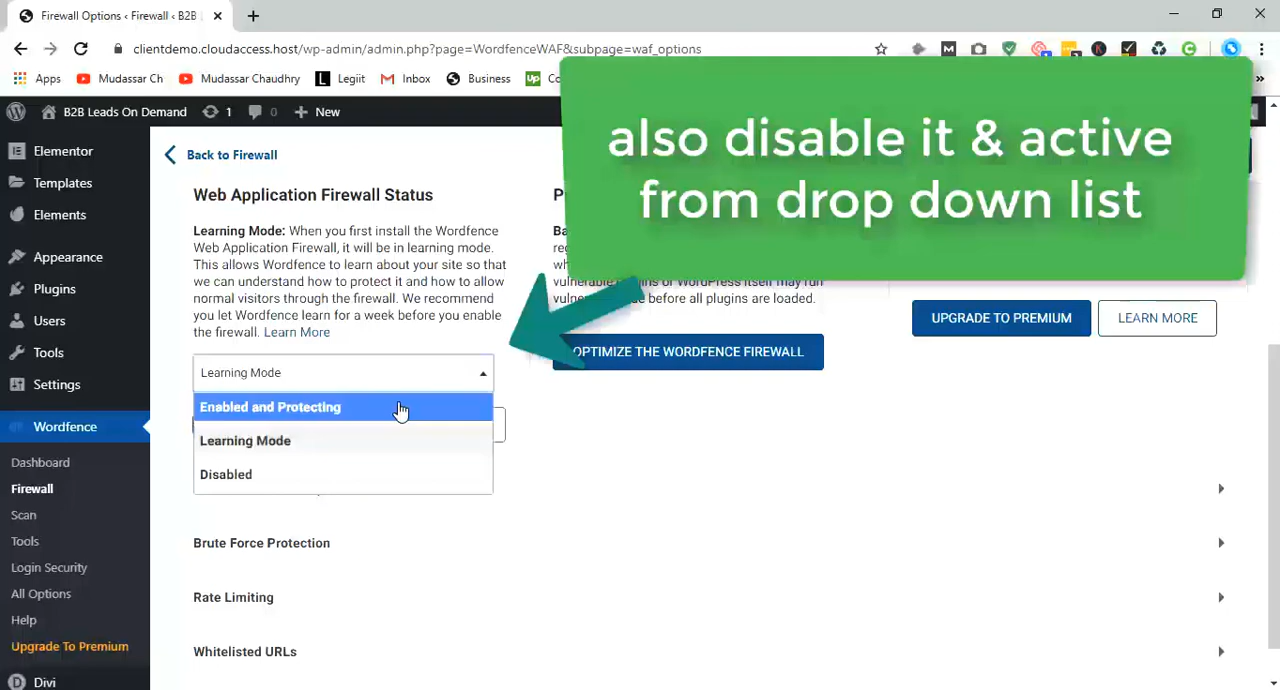 Firewall Options ‹ Firewall ‹ B2B
clientdemo.cloudaccess.host/wp-admin/admin.php?page=WordfenceWAF&subpage=waf_options
Apps Mudassar Ch Mudassar Chaudhry Legiit Inbox Business
B2B Leads On Demand 1 0 New
also disable it & active
from drop down list
Elementor
Templates
Elements
Appearance
Plugins
Users
Tools
Settings
Wordfence
Dashboard
Firewall
Scan
Tools
Login Security
All Options
Help
Upgrade To Premium
Divi
Back to Firewall
Web Application Firewall Status
Learning Mode: When you first install the Wordfence
Web Application Firewall, it will be in learning mode.
This allows Wordfence to learn about your site so that
we can understand how to protect it and how to allow
normal visitors through the firewall. We recommend
you let Wordfence learn for a week before you enable
the firewall. Learn More
Learning Mode
Enabled and Protecting
Learning Mode
Disabled
before all plugins are loaded.
OPTIMIZE THE WORDFENCE FIREWALL
UPGRADE TO PREMIUM LEARN MORE
Brute Force Protection
Rate Limiting
Whitelisted URLs